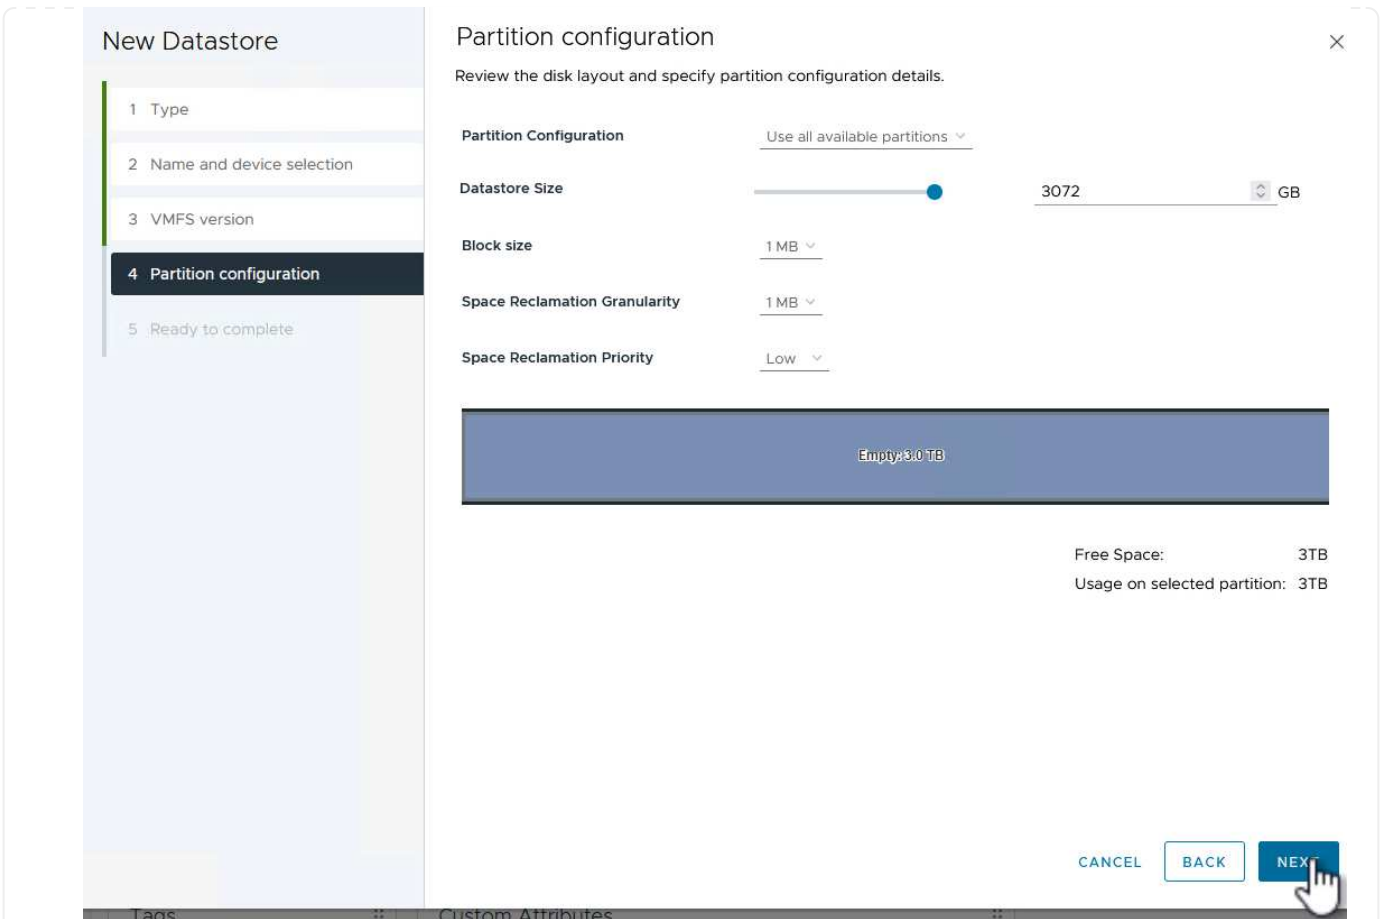 New Datastore
1 Type
2 Name and device selection
3 VMFS version
4 Partition configuration
5 Ready to complete
Partition configuration
Review the disk layout and specify partition configuration details.
Partition Configuration Use all available partitions
Datastore Size 3072 GB
Block size 1 MB
Space Reclamation Granularity 1 MB
Space Reclamation Priority Low
Empty: 3.0 TB
Free Space: 3TB
Usage on selected partition: 3TB
CANCEL BACK NEXT
Tags Custom Attributes